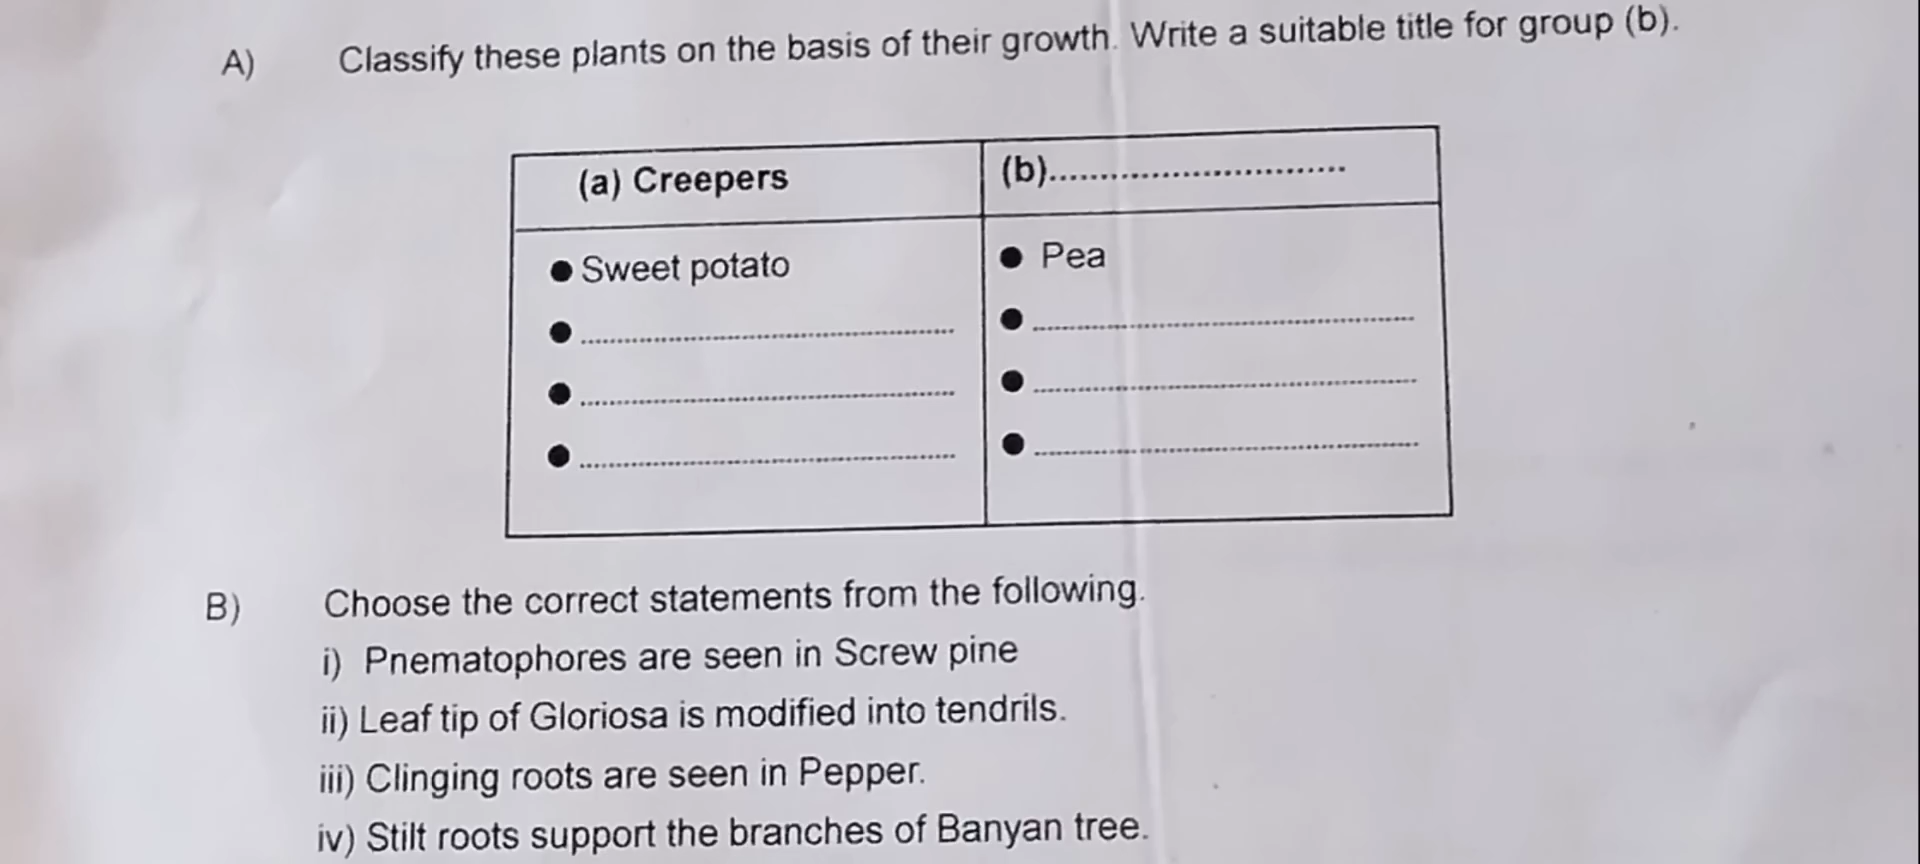 A) Classify these plants on the basis of their growth. Write a suitable title for group (b).
(a) Creepers (b)..............................
● Sweet potato ● Pea
● ...................................... ● ......................................
● ...................................... ● ......................................
● ...................................... ● ......................................
B) Choose the correct statements from the following.
i) Pnematophores are seen in Screw pine
ii) Leaf tip of Gloriosa is modified into tendrils.
iii) Clinging roots are seen in Pepper.
iv) Stilt roots support the branches of Banyan tree.